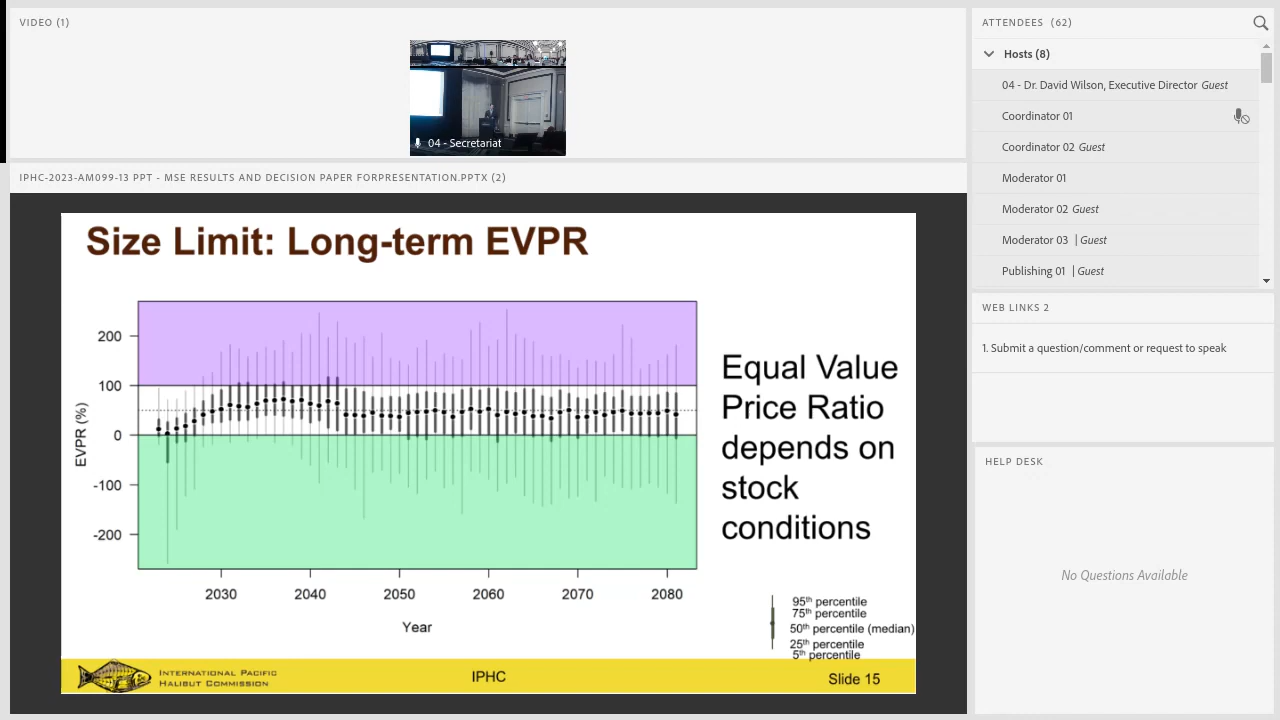 VIDEO (1)
04 - Secretariat
IPHC-2023-AM099-13 PPT - MSE RESULTS AND DECISION PAPER FORPRESENTATION.PPTX (2)
Size Limit: Long-term EVPR
EVPR (%)
200
100
0
-100
-200
2030 2040 2050 2060 2070 2080
Year
Equal Value
Price Ratio
depends on
stock
conditions
95th percentile
75th percentile
50th percentile (median)
25th percentile
5th percentile
INTERNATIONAL PACIFIC
HALIBUT COMMISSION
IPHC
Slide 15
ATTENDEES (62)
Hosts (8)
04 - Dr. David Wilson, Executive Director Guest
Coordinator 01
Coordinator 02 Guest
Moderator 01
Moderator 02 Guest
Moderator 03 | Guest
Publishing 01 | Guest
WEB LINKS 2
1. Submit a question/comment or request to speak
HELP DESK
No Questions Available